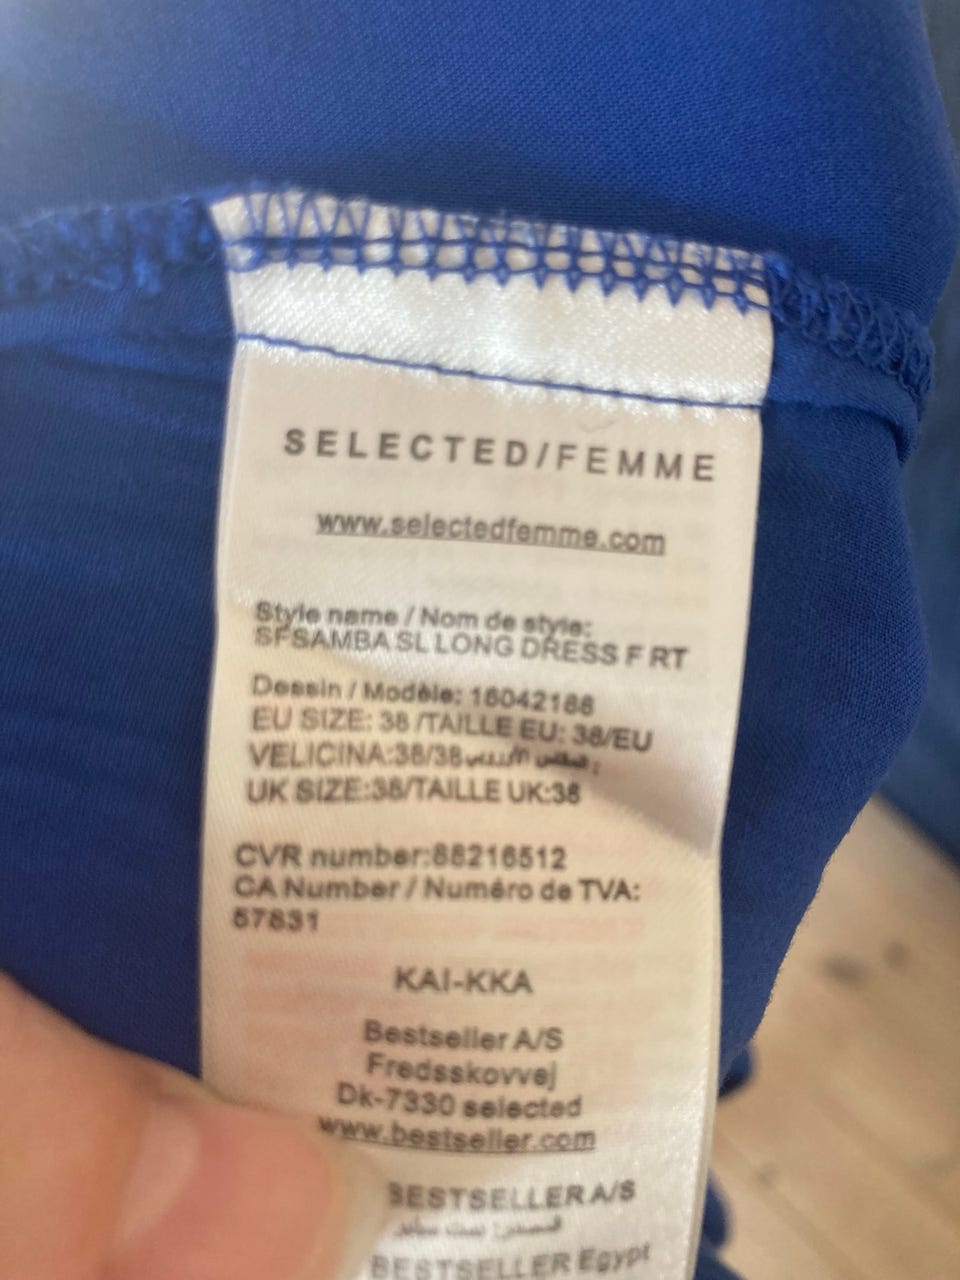 SELECTED/FEMME
www.selectedfemme.com
Style name / Nom de style:
SFSAMBA SL LONG DRESS F RT
Dessin / Modèle: 16042188
EU SIZE: 38 /TAILLE EU: 38/EU
VELICINA:38/38
UK SIZE:38/TAILLE UK:38
CVR number:88216512
CA Number / Numéro de TVA:
57831
KAI-KKA
Bestseller A/S
Fredsskovvej
Dk-7330 selected
www.bestseller.com
BESTSELLER A/S
BESTSELLER Egypt